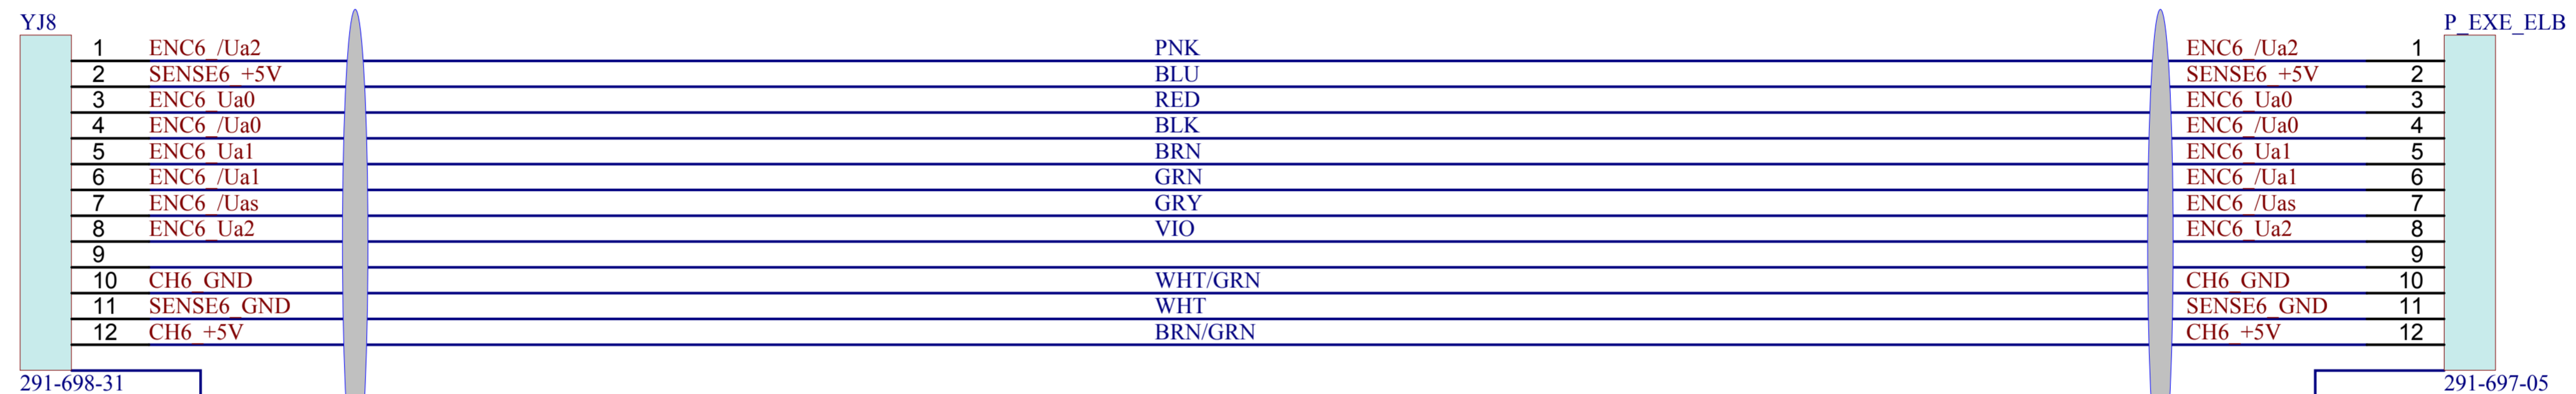 YJ8 P_EXE_ELB
1 ENC6_/Ua2 PNK ENC6_/Ua2 1
2 SENSE6_+5V BLU SENSE6_+5V 2
3 ENC6_Ua0 RED ENC6_Ua0 3
4 ENC6_/Ua0 BLK ENC6_/Ua0 4
5 ENC6_Ua1 BRN ENC6_Ua1 5
6 ENC6_/Ua1 GRN ENC6_/Ua1 6
7 ENC6_/Uas GRY ENC6_/Uas 7
8 ENC6_Ua2 VIO ENC6_Ua2 8
9 9
10 CH6_GND WHT/GRN CH6_GND 10
11 SENSE6_GND WHT SENSE6_GND 11
12 CH6_+5V BRN/GRN CH6_+5V 12
291-698-31 291-697-05